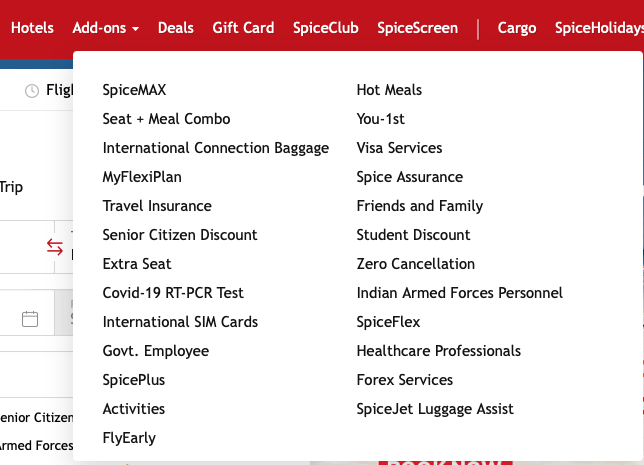 Hotels Add-ons Deals Gift Card SpiceClub SpiceScreen Cargo SpiceHolidays
Trip
SpiceMAX
Seat + Meal Combo
International Connection Baggage
MyFlexiPlan
Travel Insurance
Senior Citizen Discount
Extra Seat
Covid-19 RT-PCR Test
International SIM Cards
Govt. Employee
SpicePlus
Activities
FlyEarly
Hot Meals
You-1st
Visa Services
Spice Assurance
Friends and Family
Student Discount
Zero Cancellation
Indian Armed Forces Personnel
SpiceFlex
Healthcare Professionals
Forex Services
SpiceJet Luggage Assist
enior Citizen
Armed Forces